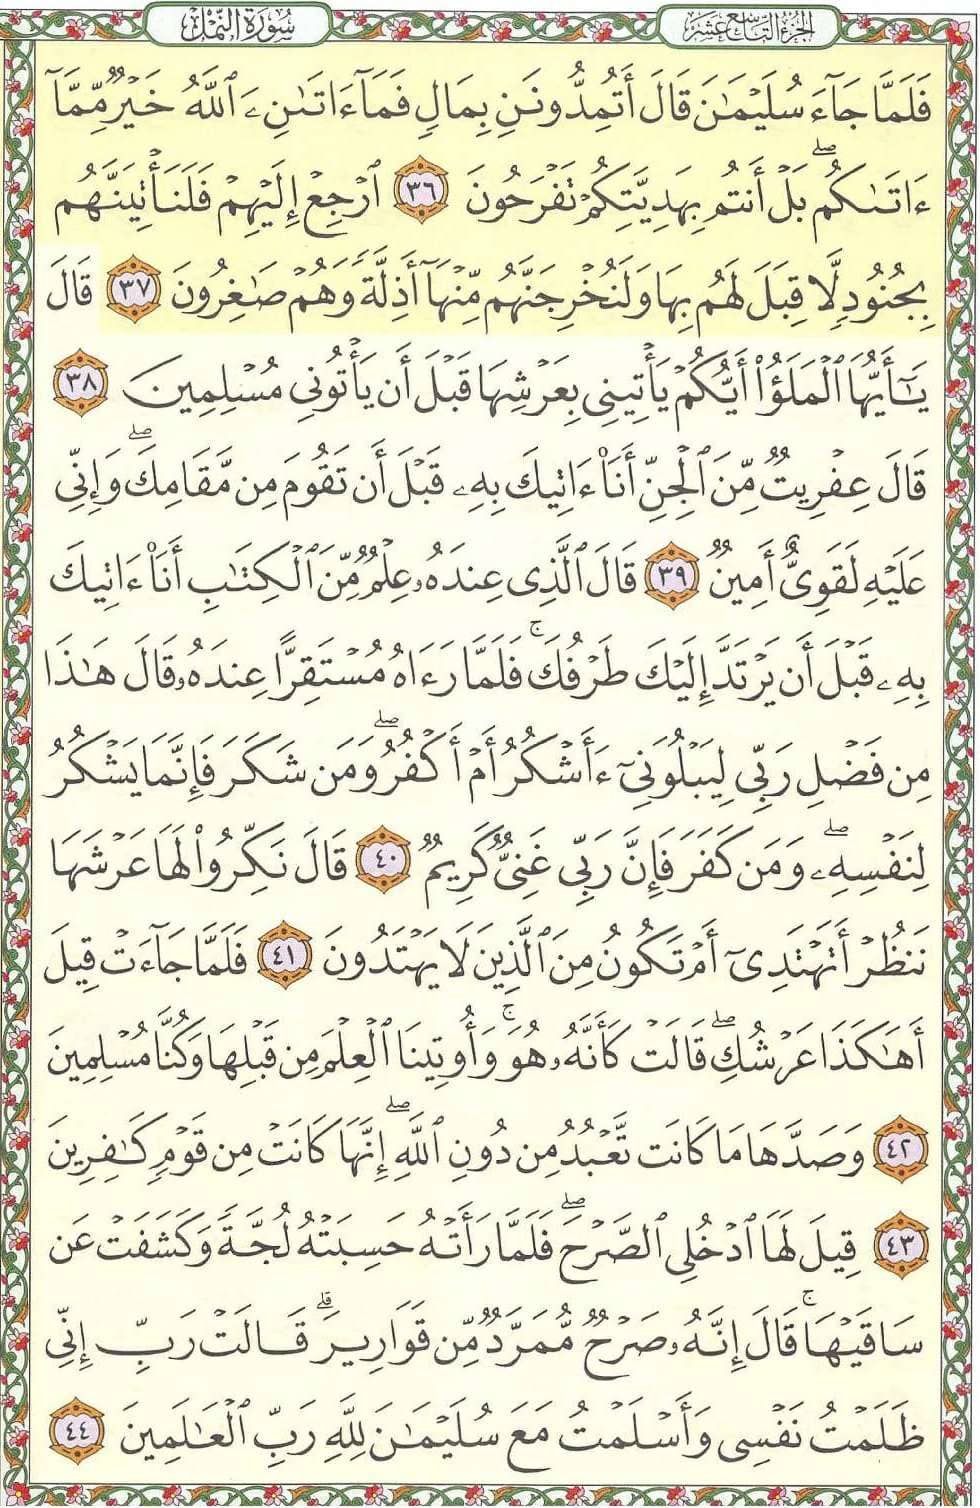 الجزء التاسع عشر
سورة النمل
فَلَمَّا جَآءَ سُلَيْمَٰنَ قَالَ أَتُمِدُّونَنِ بِمَالٍ فَمَآ ءَاتَىٰنِۦَ ٱللَّهُ خَيْرٌ مِّمَّآ
ءَاتَىٰكُمۖ بَلْ أَنتُم بِهَدِيَّتِكُمْ تَفْرَحُونَ ٣٦ ٱرْجِعْ إِلَيْهِمْ فَلَنَأْتِيَنَّهُم
بِجُنُودٍ لَّا قِبَلَ لَهُم بِهَا وَلَنُخْرِجَنَّهُم مِّنْهَآ أَذِلَّةً وَهُمْ صَٰغِرُونَ ٣٧ قَالَ
يَٰٓأَيُّهَا ٱلْمَلَؤُا۟ أَيُّكُمْ يَأْتِينِى بِعَرْشِهَا قَبْلَ أَن يَأْتُونِى مُسْلِمِينَ ٣٨
قَالَ عِفْرِيتٌ مِّنَ ٱلْجِنِّ أَنَا۠ ءَاتِيكَ بِهِۦ قَبْلَ أَن تَقُومَ مِن مَّقَامِكَۖ وَإِنِّى
عَلَيْهِ لَقَوِىٌّ أَمِينٌ ٣٩ قَالَ ٱلَّذِى عِندَهُۥ عِلْمٌ مِّنَ ٱلْكِتَٰبِ أَنَا۠ ءَاتِيكَ
بِهِۦ قَبْلَ أَن يَرْتَدَّ إِلَيْكَ طَرْفُكَۚ فَلَمَّا رَءَاهُ مُسْتَقِرًّا عِندَهُۥ قَالَ هَٰذَا
مِن فَضْلِ رَبِّى لِيَبْلُوَنِىٓ ءَأَشْكُرُ أَمْ أَكْفُرُۖ وَمَن شَكَرَ فَإِنَّمَا يَشْكُرُ
لِنَفْسِهِۦۖ وَمَن كَفَرَ فَإِنَّ رَبِّى غَنِىٌّ كَرِيمٌ ٤٠ قَالَ نَكِّرُوا۟ لَهَا عَرْشَهَا
نَنظُرْ أَتَهْتَدِىٓ أَمْ تَكُونُ مِنَ ٱلَّذِينَ لَا يَهْتَدُونَ ٤١ فَلَمَّا جَآءَتْ قِيلَ
أَهَٰكَذَا عَرْشُكِۖ قَالَتْ كَأَنَّهُۥ هُوَۚ وَأُوتِينَا ٱلْعِلْمَ مِن قَبْلِهَا وَكُنَّا مُسْلِمِينَ
٤٢ وَصَدَّهَا مَا كَانَت تَّعْبُدُ مِن دُونِ ٱللَّهِۖ إِنَّهَا كَانَتْ مِن قَوْمٍ كَٰفِرِينَ
٤٣ قِيلَ لَهَا ٱدْخُلِى ٱلصَّرْحَۖ فَلَمَّا رَأَتْهُ حَسِبَتْهُ لُجَّةً وَكَشَفَتْ عَن
سَاقَيْهَاۚ قَالَ إِنَّهُۥ صَرْحٌ مُّمَرَّدٌ مِّن قَوَارِيرَۗ قَالَتْ رَبِّ إِنِّى
ظَلَمْتُ نَفْسِى وَأَسْلَمْتُ مَعَ سُلَيْمَٰنَ لِلَّهِ رَبِّ ٱلْعَٰلَمِينَ ٤٤